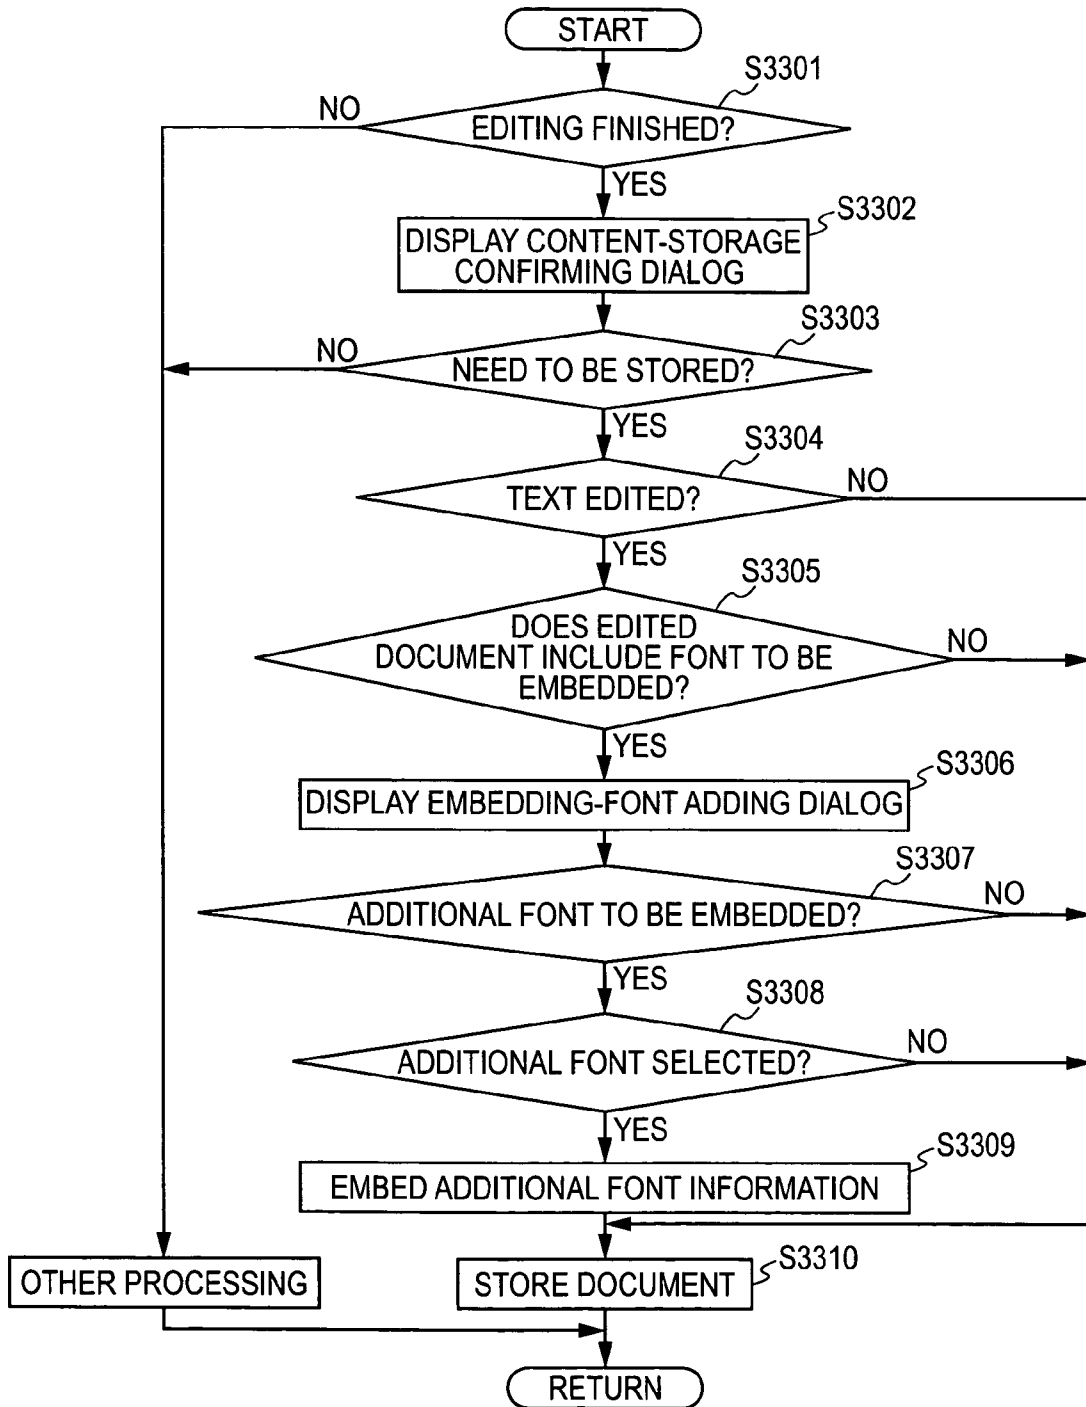 START
S3301
NO
EDITING FINISHED?
YES
S3302
DISPLAY CONTENT-STORAGE
CONFIRMING DIALOG
S3303
NO
NEED TO BE STORED?
YES
S3304
NO
TEXT EDITED?
YES
S3305
DOES EDITED
DOCUMENT INCLUDE FONT TO BE
EMBEDDED?
NO
YES
S3306
DISPLAY EMBEDDING-FONT ADDING DIALOG
S3307
NO
ADDITIONAL FONT TO BE EMBEDDED?
YES
S3308
NO
ADDITIONAL FONT SELECTED?
YES
S3309
EMBED ADDITIONAL FONT INFORMATION
S3310
OTHER PROCESSING
STORE DOCUMENT
RETURN